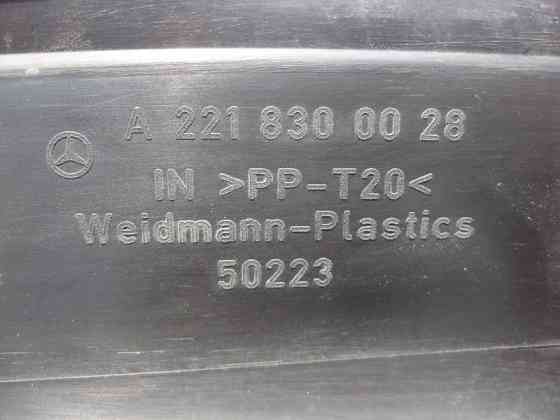 A 221 830 00 28
IN >PP-T20<
Weidmann-Plastics
50223